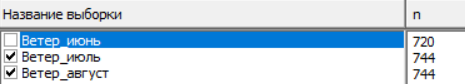 Название выборки n
Ветер_июнь 720
Ветер_июль 744
Ветер_август 744